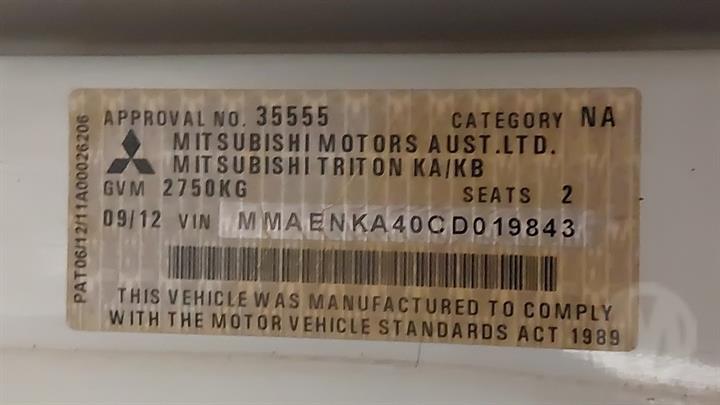 APPROVAL NO. 35555 CATEGORY NA
MITSUBISHI MOTORS AUST.LTD.
MITSUBISHI TRITON KA/KB
GVM 2750KG SEATS 2
09/12 VIN MMAENKA40CD019843
THIS VEHICLE WAS MANUFACTURED TO COMPLY
WITH THE MOTOR VEHICLE STANDARDS ACT 1989
PAT06/12/11A00026206